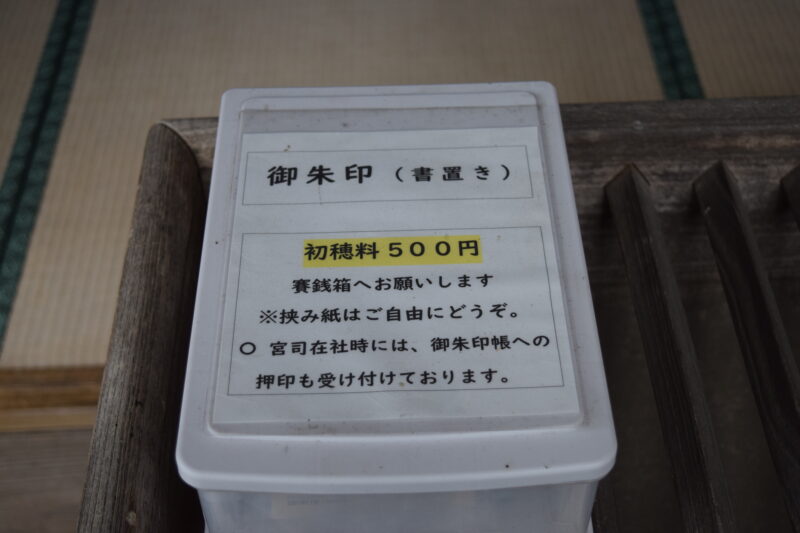 御朱印（書置き）
初穂料５００円
賽銭箱へお願いします
※挟み紙はご自由にどうぞ。
〇 宮司在社時には、御朱印帳への
押印も受け付けております。